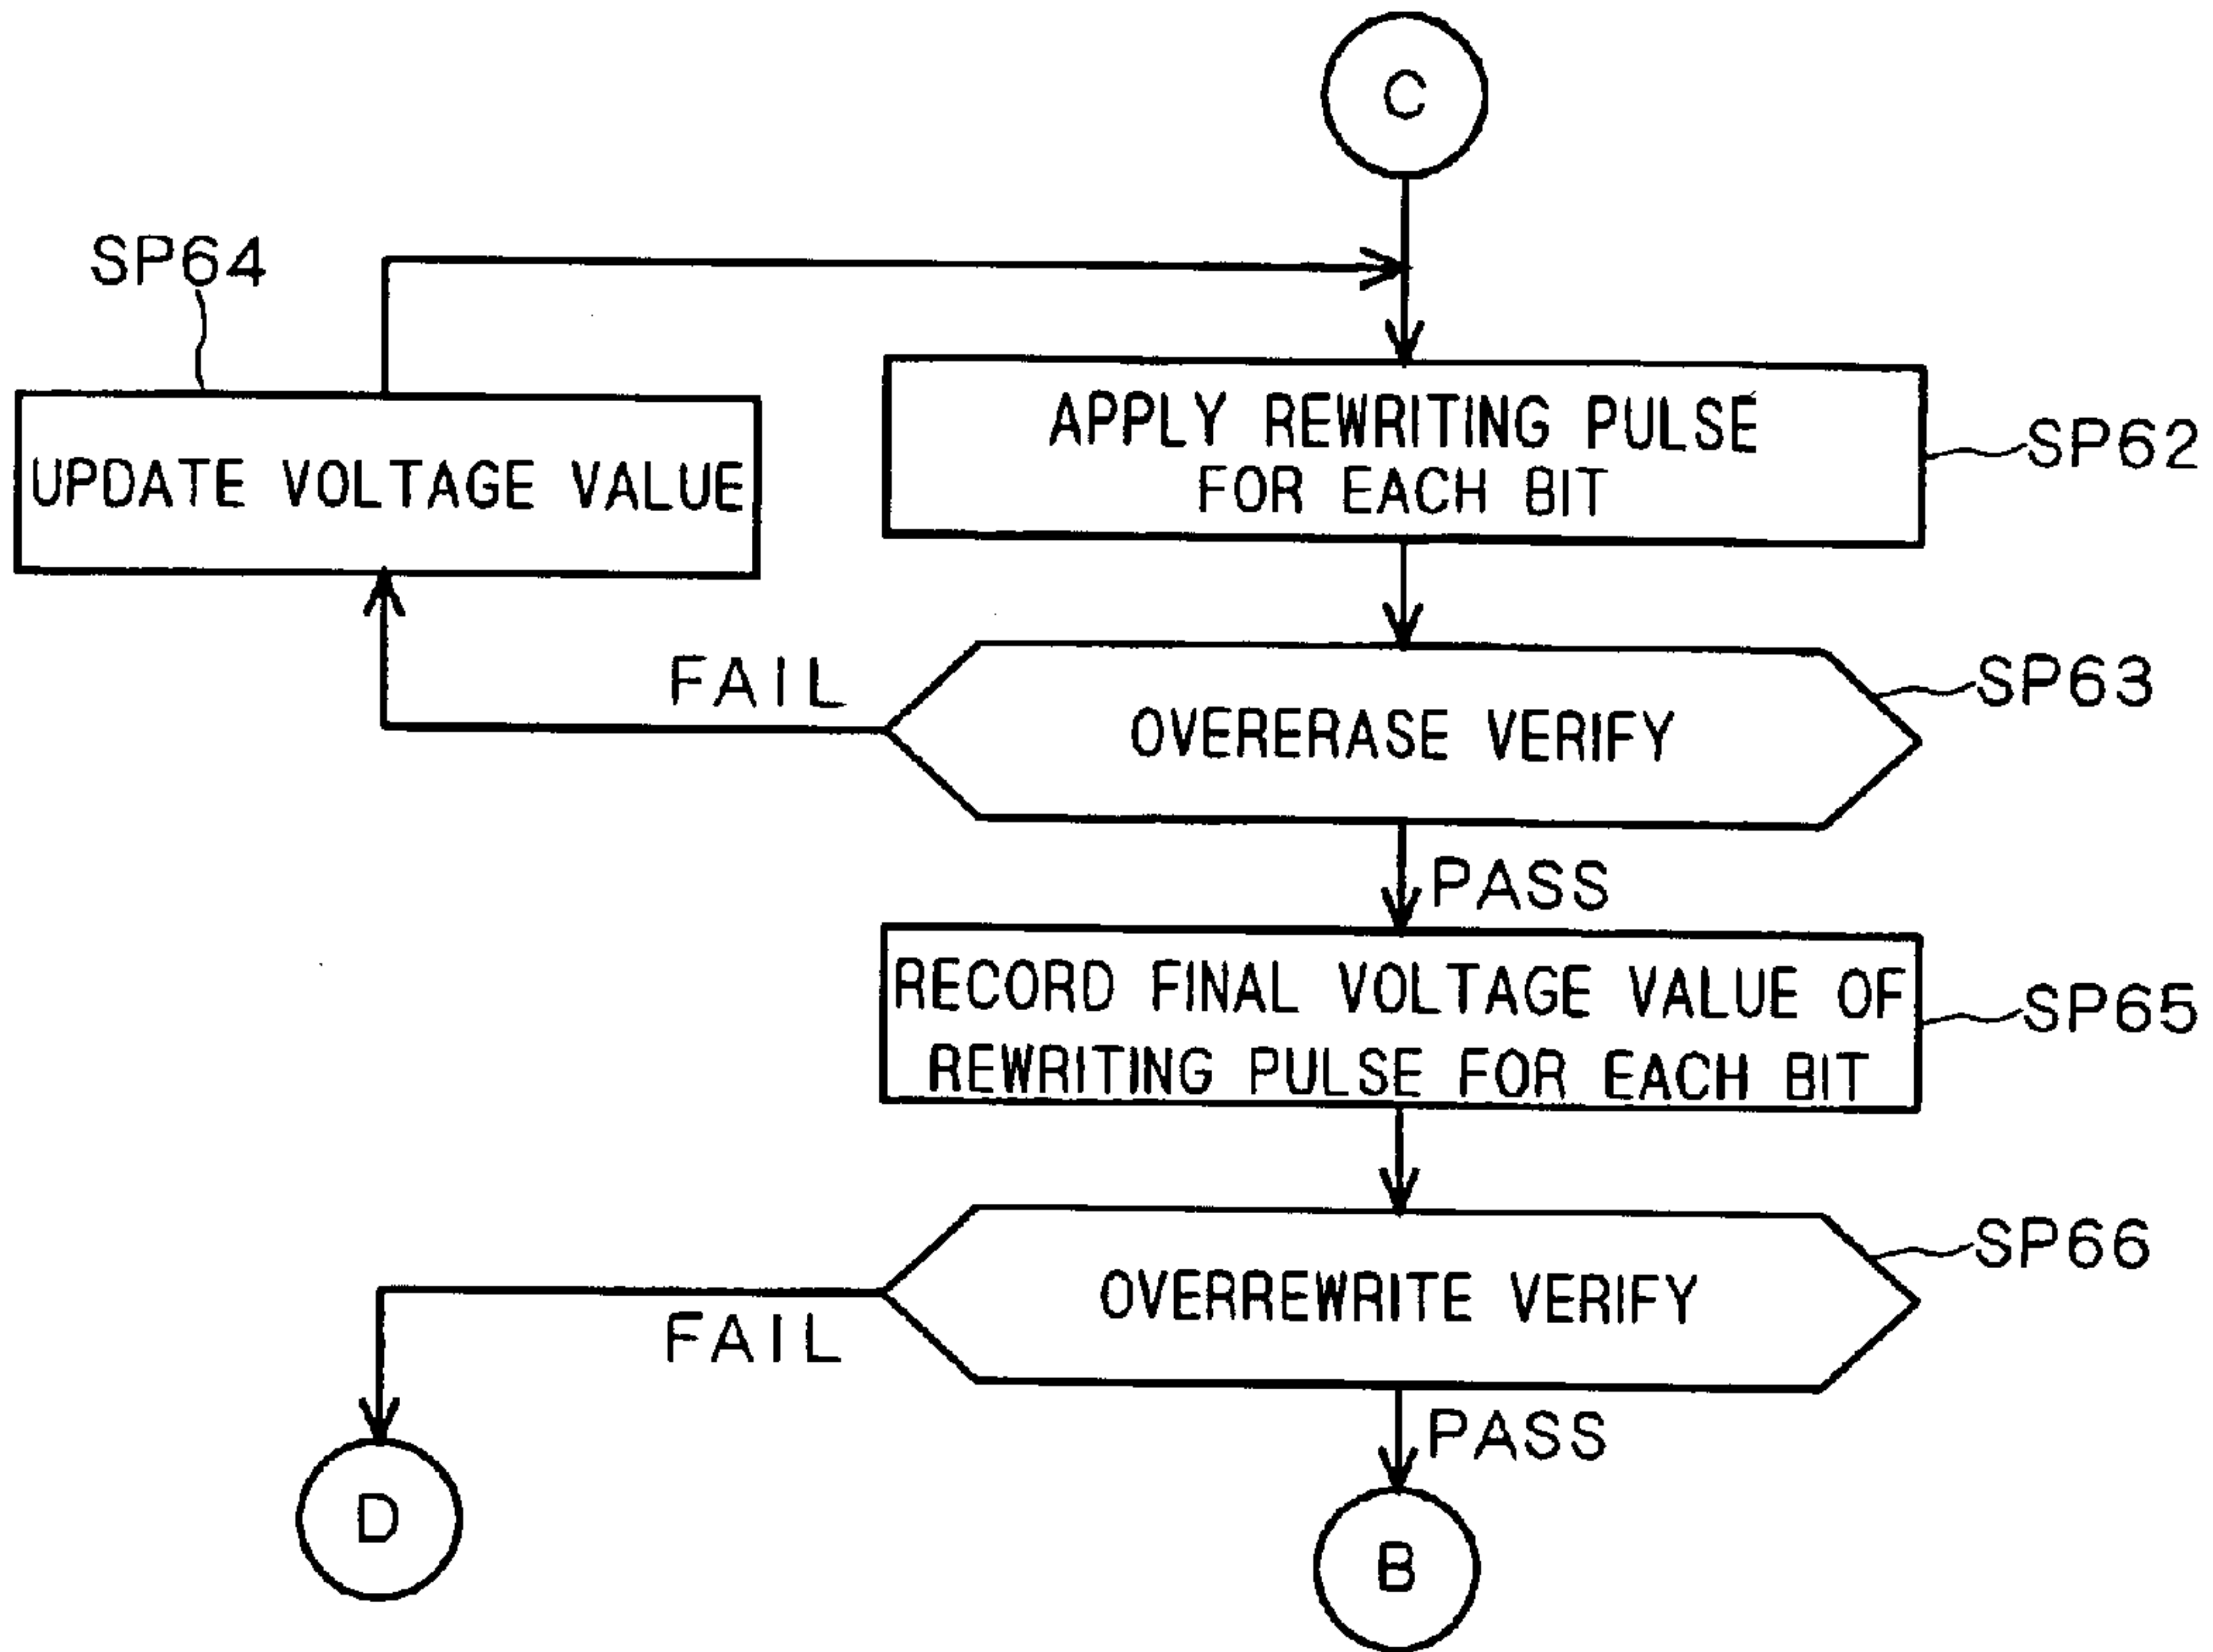 C
SP64
APPLY REWRITING PULSE
FOR EACH BIT
SP62
UPDATE VOLTAGE VALUE
FAIL
SP63
OVERERASE VERIFY
PASS
RECORD FINAL VOLTAGE VALUE OF
REWRITING PULSE FOR EACH BIT
SP65
SP66
OVERREWRITE VERIFY
FAIL
PASS
D
B